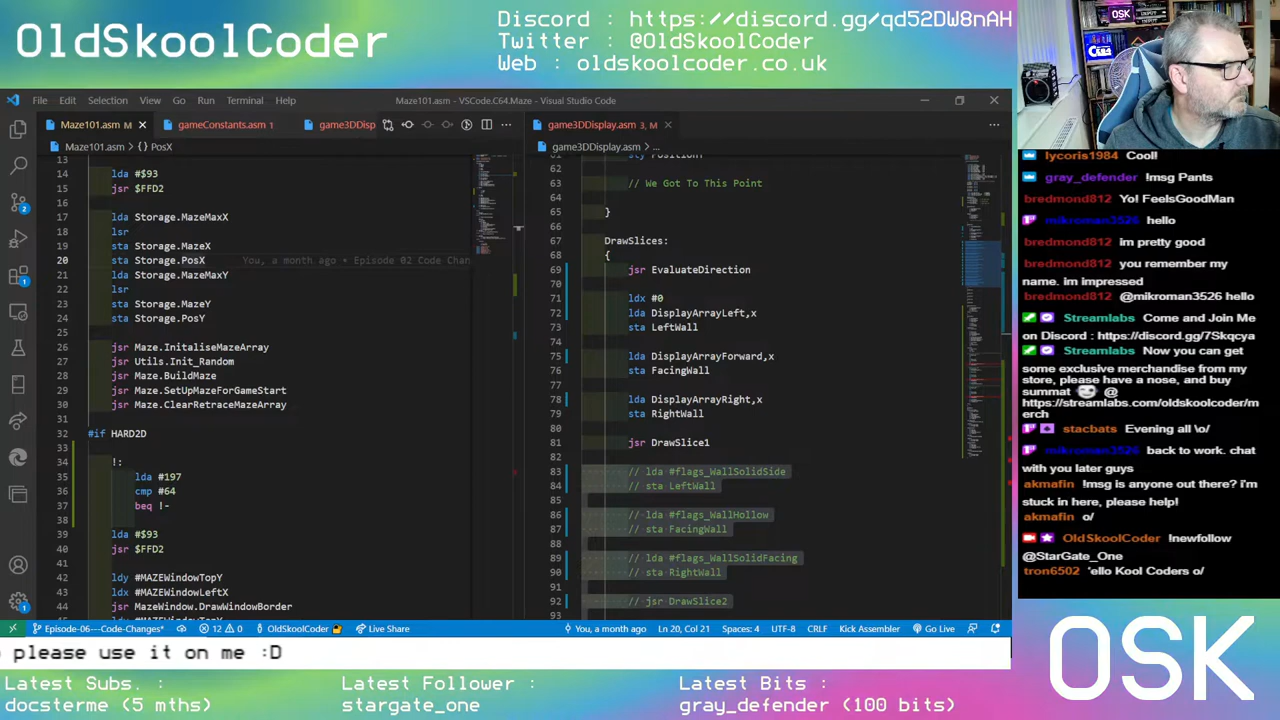 OldSkoolCoder
Discord : https://discord.gg/qd52DW8nAH
Twitter : @OldSkoolCoder
Web : oldskoolcoder.co.uk
File Edit Selection View Go Run Terminal Help
Maze101.asm - VSCode.C64.Maze - Visual Studio Code
Maze101.asm M
gameConstants.asm 1
game3DDisp
Maze101.asm › {} PosX
13
14 lda #$93
15 jsr $FFD2
16
17 lda Storage.MazeMaxX
18 lsr
19 sta Storage.MazeX
20 sta Storage.PosX You, a month ago • Episode 02 Code Chan
21 lda Storage.MazeMaxY
22 lsr
23 sta Storage.MazeY
24 sta Storage.PosY
25
26 jsr Maze.InitaliseMazeArray
27 jsr Utils.Init_Random
28 jsr Maze.BuildMaze
29 jsr Maze.SetMazeForGameStart
30 jsr Maze.ClearRetraceMazeArray
31
32 #if HARD2D
33
34 !:
35 lda #197
36 cmp #64
37 beq !-
38
39 lda #$93
40 jsr $FFD2
41
42 ldy #MAZEWindowTopY
43 ldx #MAZEWindowLeftX
44 jsr MazeWindow.DrawWindowBorder
game3DDisplay.asm 3, M
game3DDisplay.asm › ...
62
63 // We Got To This Point
64
65 }
66
67 DrawSlices:
68 {
69 jsr EvaluateDirection
70
71 ldx #0
72 lda DisplayArrayLeft,x
73 sta LeftWall
74
75 lda DisplayArrayForward,x
76 sta FacingWall
77
78 lda DisplayArrayRight,x
79 sta RightWall
80
81 jsr DrawSlice1
82
83 // lda #flags_WallSolidSide
84 // sta LeftWall
85
86 // lda #flags_WallHollow
87 // sta FacingWall
88
89 // lda #flags_WallSolidFacing
90 // sta RightWall
91
92 // jsr DrawSlice2
93
Episode-06---Code-Changes* 12 0 OldSkoolCoder Live Share
You, a month ago Ln 20, Col 21 Spaces: 4 UTF-8 CRLF Kick Assembler Go Live
please use it on me :D
Latest Subs. :
docsterme (5 mths)
Latest Follower :
stargate_one
Latest Bits :
gray_defender (100 bits)
lycoris1984 Cool!
gray_defender !msg Pants
bredmond812 Yo! FeelsGoodMan
mikroman3526 hello
bredmond812 im pretty good
bredmond812 you remember my
name. im impressed
bredmond812 @mikroman3526 hello
Streamlabs Come and Join Me
on Discord : https://discord.gg/7Skqcya
Streamlabs Now you can get
some exclusive merchandise from my
store, please have a nose, and buy
summat @
https://streamlabs.com/oldskoolcoder/m
erch
stacbats Evening all \o/
mikroman3526 back to work. chat
with you later guys
akmafin !msg is anyone out there? i'm
stuck in here, please help!
akmafin o/
OldSkoolCoder !newfollow
@StarGate_One
tron6502 'ello Kool Coders o/
OSK